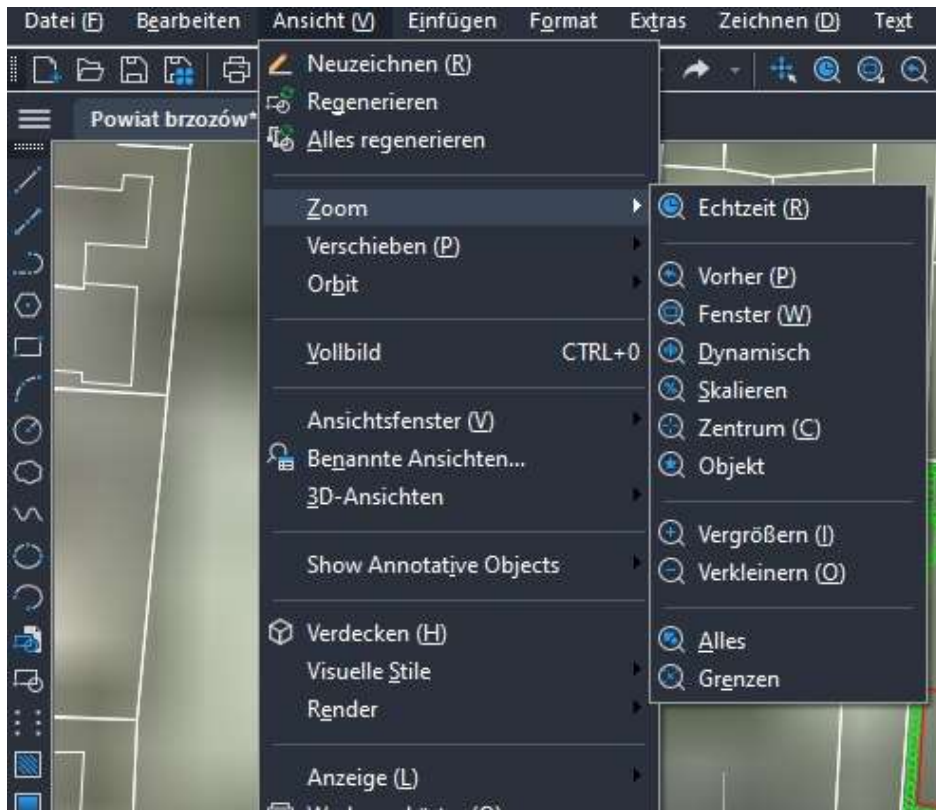 Datei (F) Bearbeiten Ansicht (V) Einfügen Format Extras Zeichnen (D) Text
Powiat brzozów*
Neuzeichnen (R)
Regenerieren
Alles regenerieren
Zoom
Verschieben (P)
Orbit
Vollbild CTRL+0
Ansichtsfenster (V)
Benannte Ansichten...
3D-Ansichten
Show Annotative Objects
Verdecken (H)
Visuelle Stile
Render
Anzeige (L)
Echtzeit (R)
Vorher (P)
Fenster (W)
Dynamisch
Skalieren
Zentrum (C)
Objekt
Vergrößern (I)
Verkleinern (O)
Alles
Grenzen